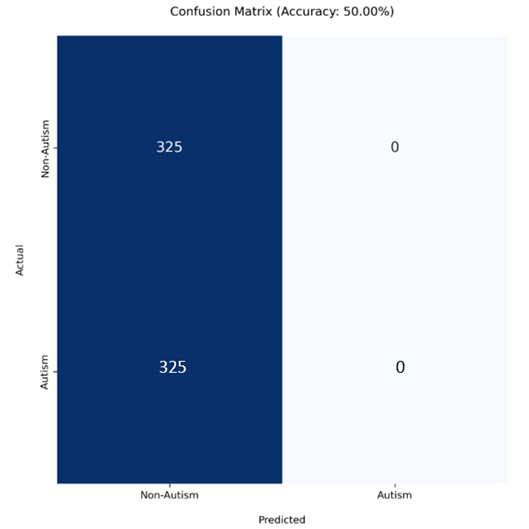 Confusion Matrix (Accuracy: 50.00%)
Non-Autism
325
0
Actual
Autism
325
0
Non-Autism
Autism
Predicted